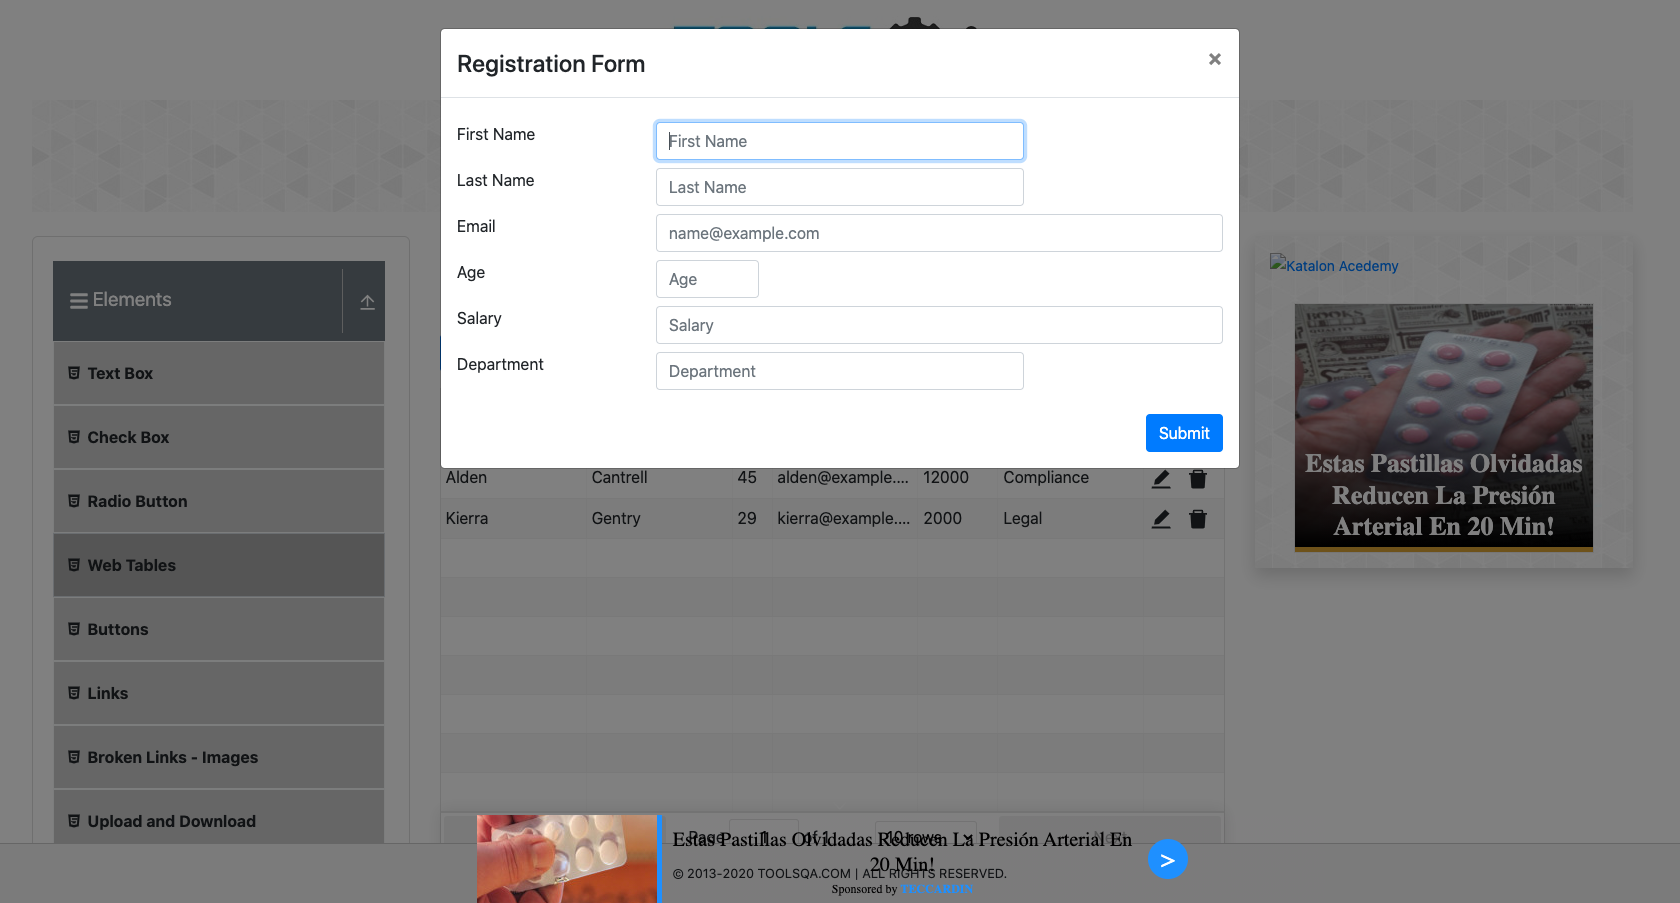 Registration Form
×
First Name
First Name
Last Name
Last Name
Email
name@example.com
Age
Age
Salary
Salary
Department
Department
Submit
Elements
Text Box
Check Box
Radio Button
Web Tables
Buttons
Links
Broken Links - Images
Upload and Download
Alden Cantrell 45 alden@example.... 12000 Compliance
Kierra Gentry 29 kierra@example.... 2000 Legal
Katalon Acedemy
Estas Pastillas Olvidadas
Reducen La Presión
Arterial En 20 Min!
Page 1 of 1 10 rows Next
Estas Pastillas Olvidadas Reducen La Presión Arterial En
20 Min!
>
© 2013-2020 TOOLSQA.COM | ALL RIGHTS RESERVED.
Sponsored by